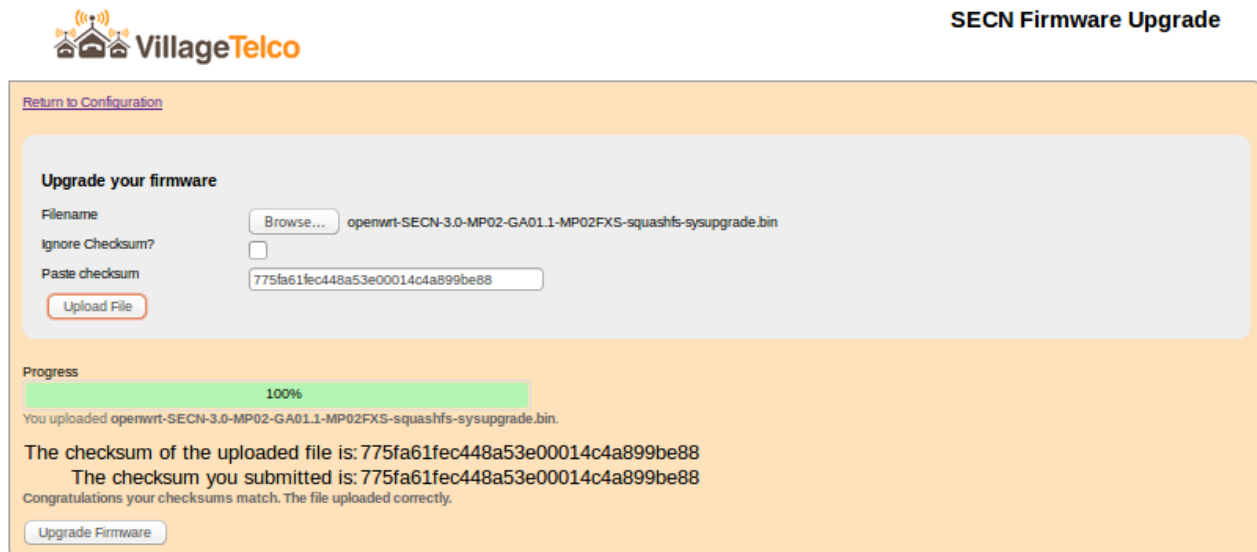 VillageTelco
SECN Firmware Upgrade
Return to Configuration
Upgrade your firmware
Filename
Browse... openwrt-SECN-3.0-MP02-GA01.1-MP02FXS-squashfs-sysupgrade.bin
Ignore Checksum?
Paste checksum 775fa61fec448a53e00014c4a899be88
Upload File
Progress
100%
You uploaded openwrt-SECN-3.0-MP02-GA01.1-MP02FXS-squashfs-sysupgrade.bin.
The checksum of the uploaded file is: 775fa61fec448a53e00014c4a899be88
The checksum you submitted is: 775fa61fec448a53e00014c4a899be88
Congratulations your checksums match. The file uploaded correctly.
Upgrade Firmware